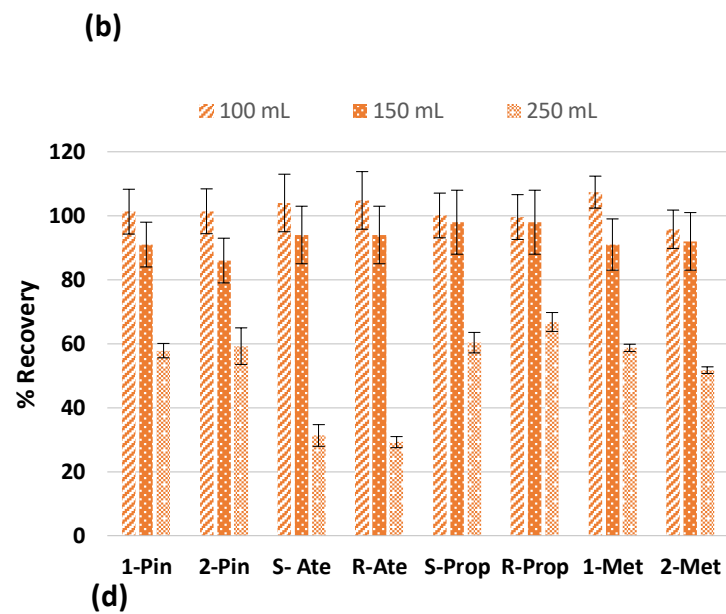 (b)
100 mL 150 mL 250 mL
% Recovery
120
100
80
60
40
20
0
1-Pin 2-Pin S- Ate R-Ate S-Prop R-Prop 1-Met 2-Met
(d)